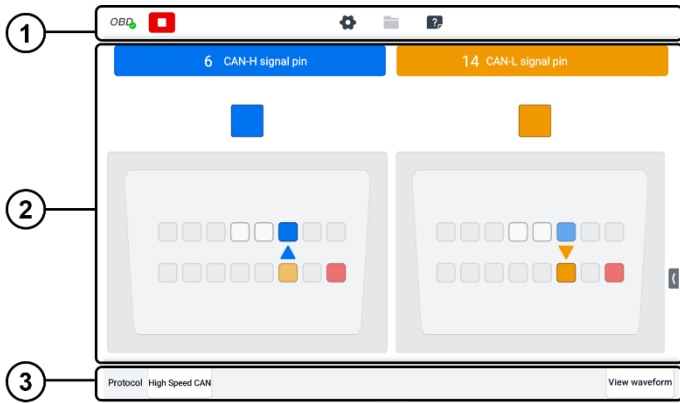 1
OBD
?
2
6 CAN-H signal pin
14 CAN-L signal pin
3
Protocol High Speed CAN
View waveform